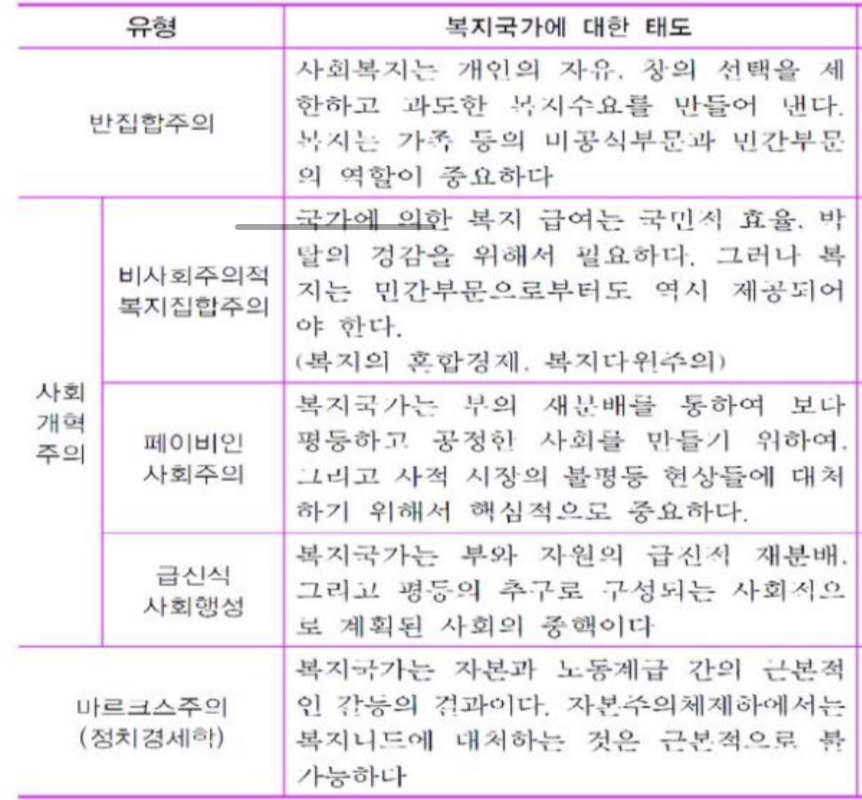 유형
복지국가에 대한 태도
반집합주의
사회복지는 개인의 자유, 창의 선택을 제
한하고 과도한 복지수요를 만들어 낸다.
복지는 가족 등의 비공식부문과 민간부문
의 역할이 중요하다
사회
개혁
주의
비사회주의적
복지집합주의
국가에 의한 복지 급여는 국민적 효율, 박
탈의 경감을 위해서 필요하다. 그러나 복
지는 민간부문으로부터도 역시 제공되어
야 한다.
(복지의 혼합경제, 복지다원주의)
페이비인
사회주의
복지국가는 부의 재분배를 통하여 보다
평등하고 공정한 사회를 만들기 위하여,
그리고 사적 시장의 불평등 현상들에 대처
하기 위해서 핵심적으로 중요하다.
급신식
사회행성
복지국가는 부와 자원의 급진적 재분배,
그리고 평등의 추구로 구성되는 사회적으
로 계획된 사회의 중핵이다
마르크스주의
(정치경세학)
복지국가는 자본과 노동계급 간의 근본적
인 갈등의 결과이다. 자본주의체제하에서는
복지니드에 대처하는 것은 근본적으로 불
가능하다